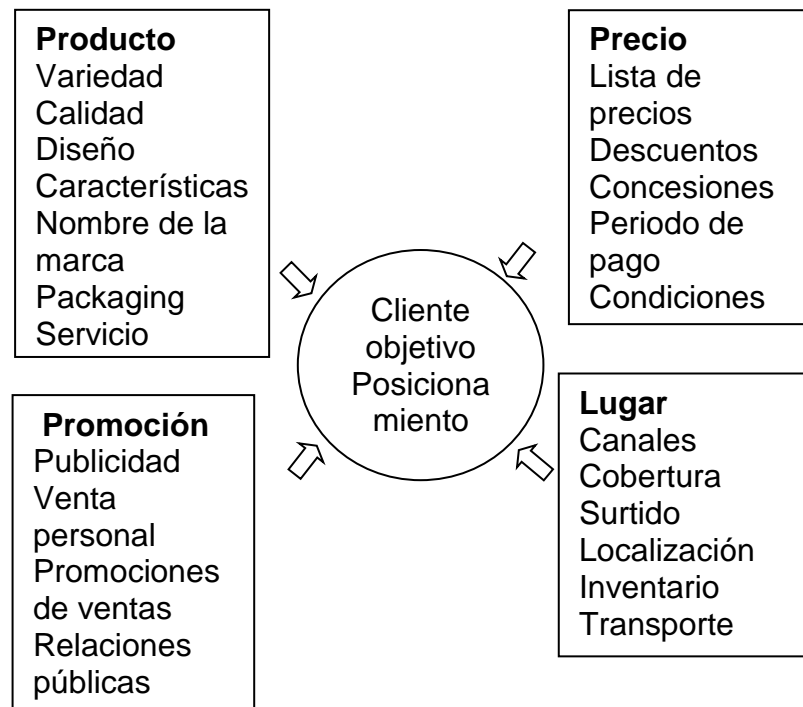 Producto
Variedad
Calidad
Diseño
Características
Nombre de la
marca
Packaging
Servicio
Precio
Lista de
precios
Descuentos
Concesiones
Periodo de
pago
Condiciones
Cliente
objetivo
Posiciona
miento
Promoción
Publicidad
Venta
personal
Promociones
de ventas
Relaciones
públicas
Lugar
Canales
Cobertura
Surtido
Localización
Inventario
Transporte